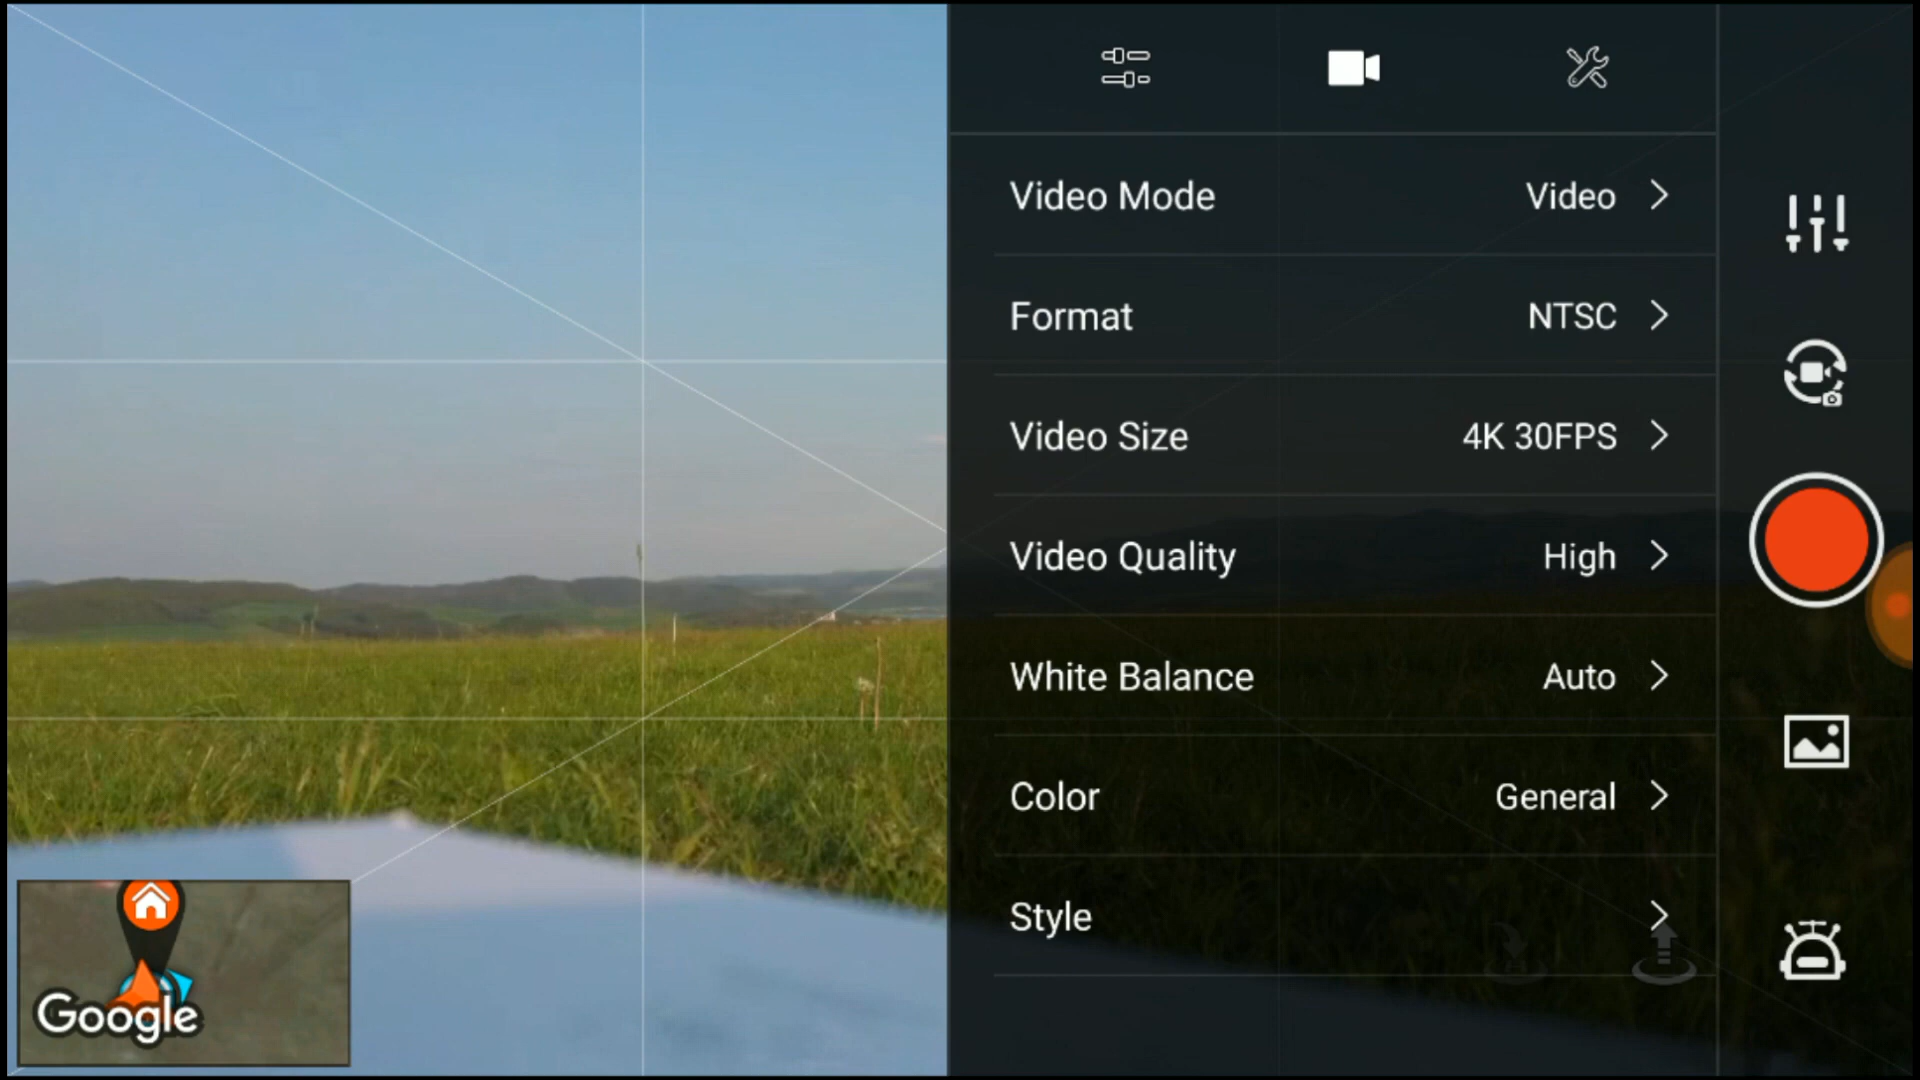 Video Mode Video
Format NTSC
Video Size 4K 30FPS
Video Quality High
White Balance Auto
Color General
Style
Google